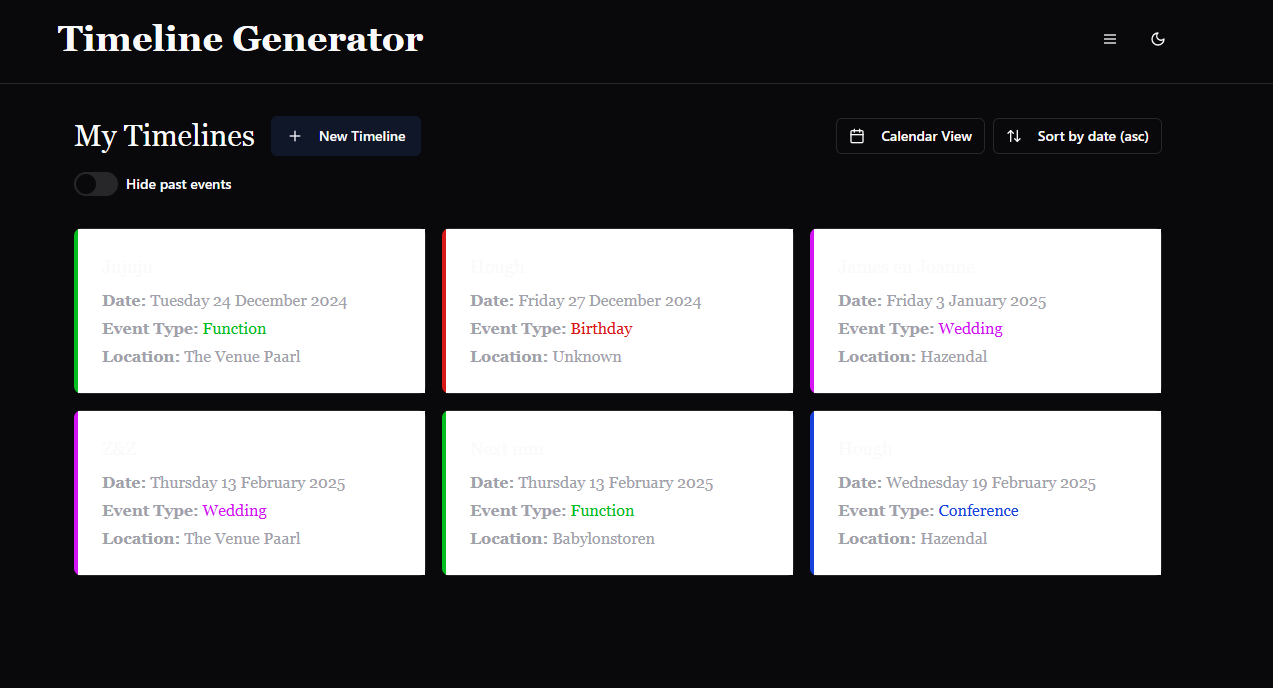 Timeline Generator
My Timelines
New Timeline
Calendar View
Sort by date (asc)
Hide past events
Date: Tuesday 24 December 2024
Event Type: Function
Location: The Venue Paarl
Hough
Date: Friday 27 December 2024
Event Type: Birthday
Location: Unknown
James en Joanne
Date: Friday 3 January 2025
Event Type: Wedding
Location: Hazendal
Z&Z
Date: Thursday 13 February 2025
Event Type: Wedding
Location: The Venue Paarl
Date: Thursday 13 February 2025
Event Type: Function
Location: Babylonstoren
Hough
Date: Wednesday 19 February 2025
Event Type: Conference
Location: Hazendal